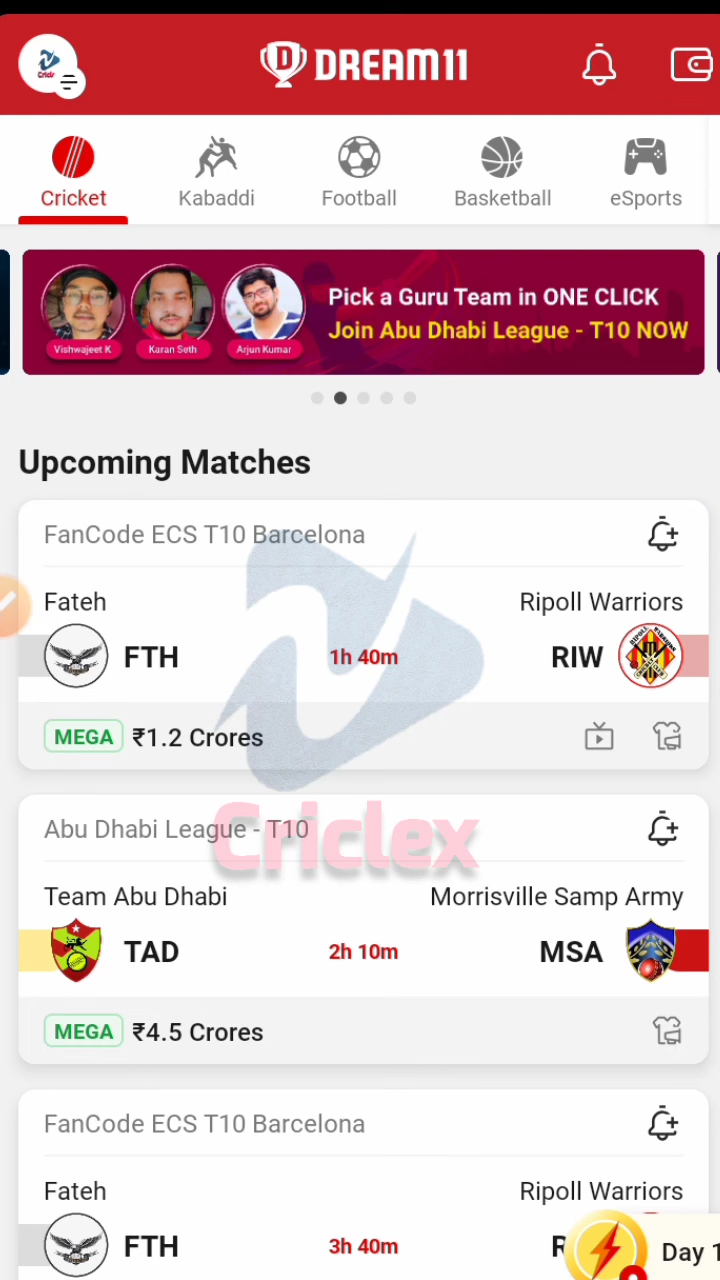 Criclx
DREAM11
Cricket
Kabaddi
Football
Basketball
eSports
Pick a Guru Team in ONE CLICK
Join Abu Dhabi League - T10 NOW
Vishwajeet K
Karan Seth
Arjun Kumar
Upcoming Matches
FanCode ECS T10 Barcelona
Fateh Ripoll Warriors
FTH 1h 40m RIW
MEGA ₹1.2 Crores
Criclex
Abu Dhabi League - T10
Team Abu Dhabi Morrisville Samp Army
TAD 2h 10m MSA
MEGA ₹4.5 Crores
FanCode ECS T10 Barcelona
Fateh Ripoll Warriors
FTH 3h 40m R
Day 1